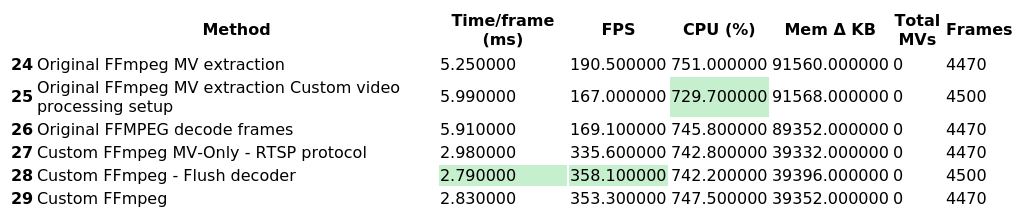 Method Time/frame (ms) FPS CPU (%) Mem Δ KB Total MVs Frames
24 Original FFmpeg MV extraction 5.250000 190.500000 751.000000 91560.000000 0 4470
25 Original FFmpeg MV extraction Custom video processing setup 5.990000 167.000000 729.700000 91568.000000 0 4500
26 Original FFMPEG decode frames 5.910000 169.100000 745.800000 89352.000000 0 4470
27 Custom FFmpeg MV-Only - RTSP protocol 2.980000 335.600000 742.800000 39332.000000 0 4470
28 Custom FFmpeg - Flush decoder 2.790000 358.100000 742.200000 39396.000000 0 4500
29 Custom FFmpeg 2.830000 353.300000 747.500000 39352.000000 0 4470